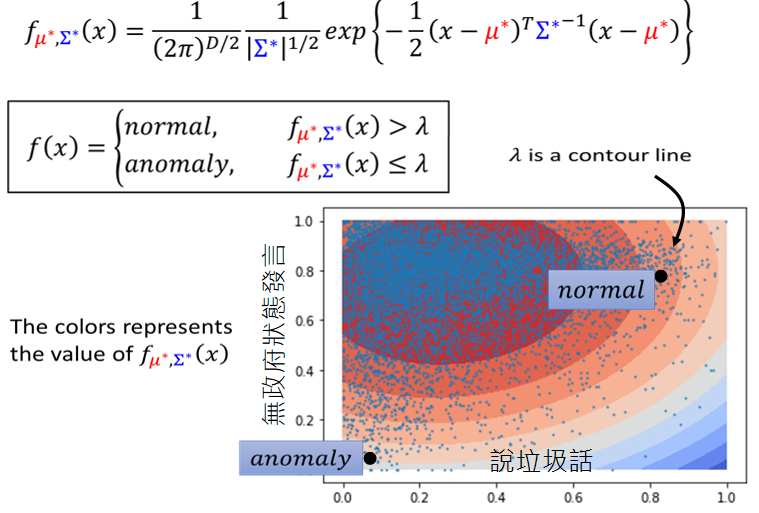 f_{μ*,Σ*}(x) = \frac{1}{(2π)^{D/2}} \frac{1}{|Σ*|^{1/2}} exp{-\frac{1}{2}(x − μ*)^T Σ*^{-1}(x − μ*)}
f(x) = { normal, f_{μ*,Σ*}(x) > λ
anomaly, f_{μ*,Σ*}(x) ≤ λ
λ is a contour line
1.0
0.8
0.6
0.4
0.2
無政府狀態發言
normal
The colors represents
the value of f_{μ*,Σ*}(x)
anomaly
說垃圾話
0.0 0.2 0.4 0.6 0.8 1.0